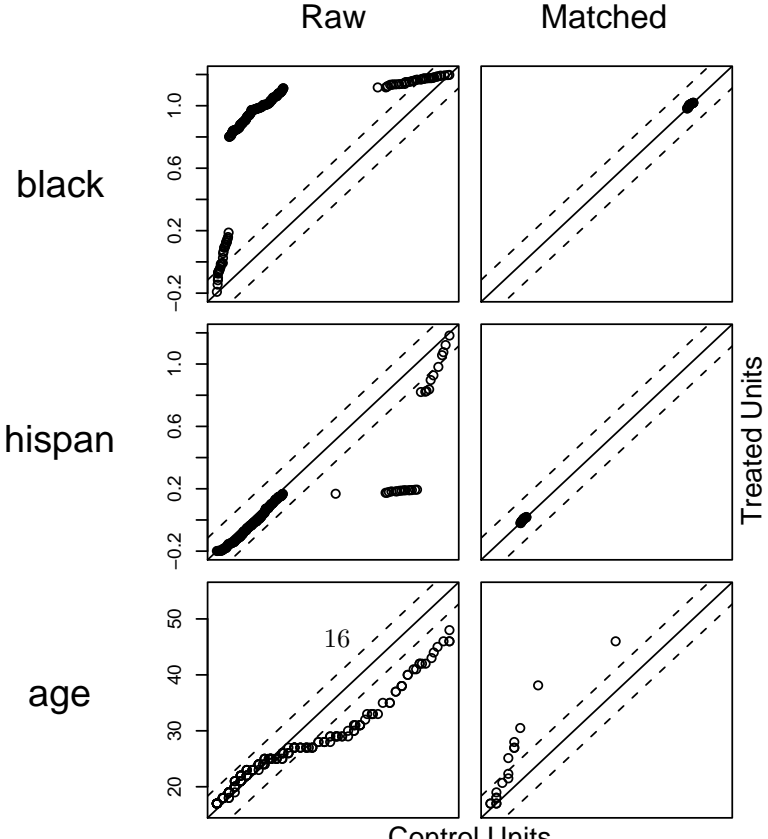 Raw Matched
black
1.0
0.6
0.2
−0.2
hispan
1.0
0.6
0.2
−0.2
Treated Units
age
50
40
30
20
16
Control Units